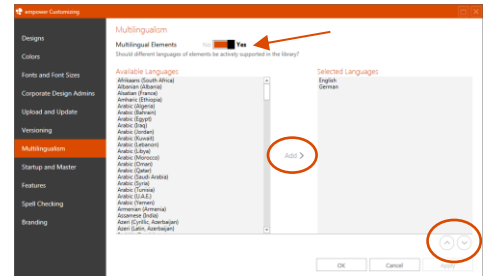 empower Customizing
Designs
Colors
Fonts and Font Sizes
Corporate Design Admins
Upload and Update
Versioning
Multilingualism
Startup and Master
Features
Spell Checking
Branding
Multilingualism
Multilingual Elements No Yes
Should different languages of elements be actively supported in the library?
Available Languages
Afrikaans (South Africa)
Albanian (Albania)
Alsatian (France)
Amharic (Ethiopia)
Arabic (Algeria)
Arabic (Bahrain)
Arabic (Egypt)
Arabic (Iraq)
Arabic (Jordan)
Arabic (Kuwait)
Arabic (Lebanon)
Arabic (Libya)
Arabic (Morocco)
Arabic (Oman)
Arabic (Qatar)
Arabic (Saudi Arabia)
Arabic (Syria)
Arabic (Tunisia)
Arabic (U.A.E.)
Arabic (Yemen)
Armenian (Armenia)
Assamese (India)
Azeri (Cyrillic, Azerbaijan)
Azeri (Latin, Azerbaijan)
Add
Selected Languages
English
German
OK Cancel Apply